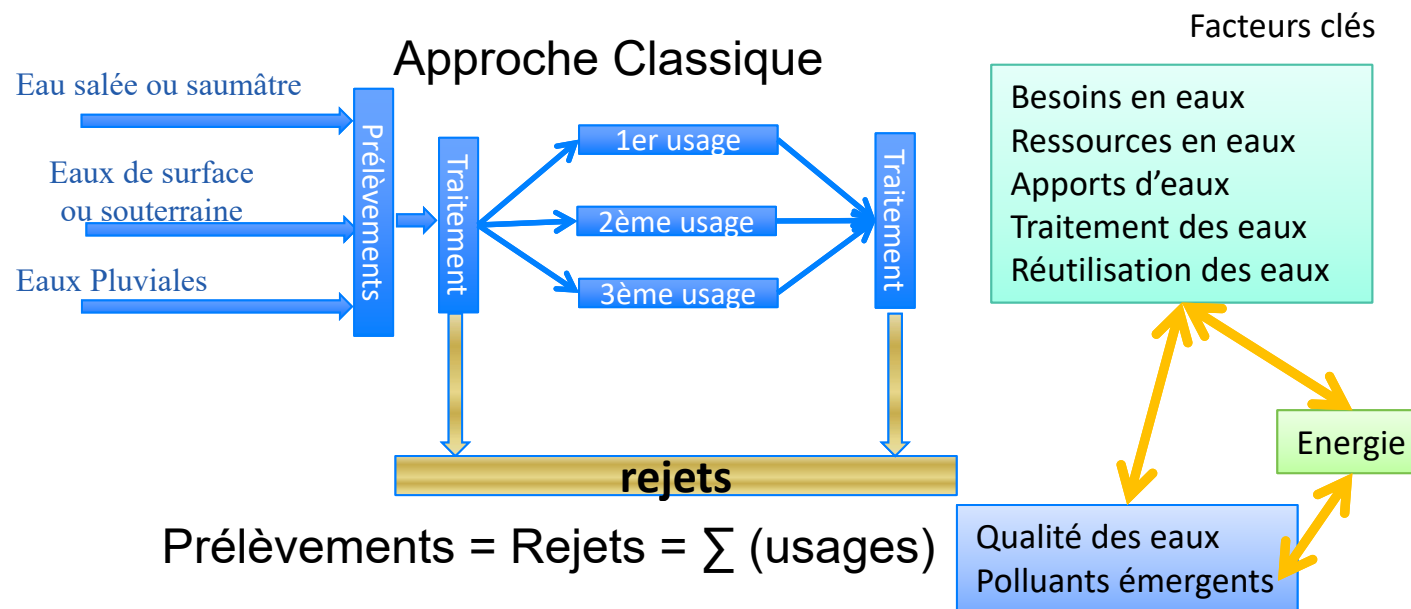 Facteurs clés
Approche Classique
Eau salée ou saumâtre
Eaux de surface
ou souterraine
Eaux Pluviales
Prélèvements
Traitement
1er usage
2ème usage
3ème usage
Traitement
rejets
Prélèvements = Rejets = ∑ (usages)
Besoins en eaux
Ressources en eaux
Apports d’eaux
Traitement des eaux
Réutilisation des eaux
Energie
Qualité des eaux
Polluants émergents